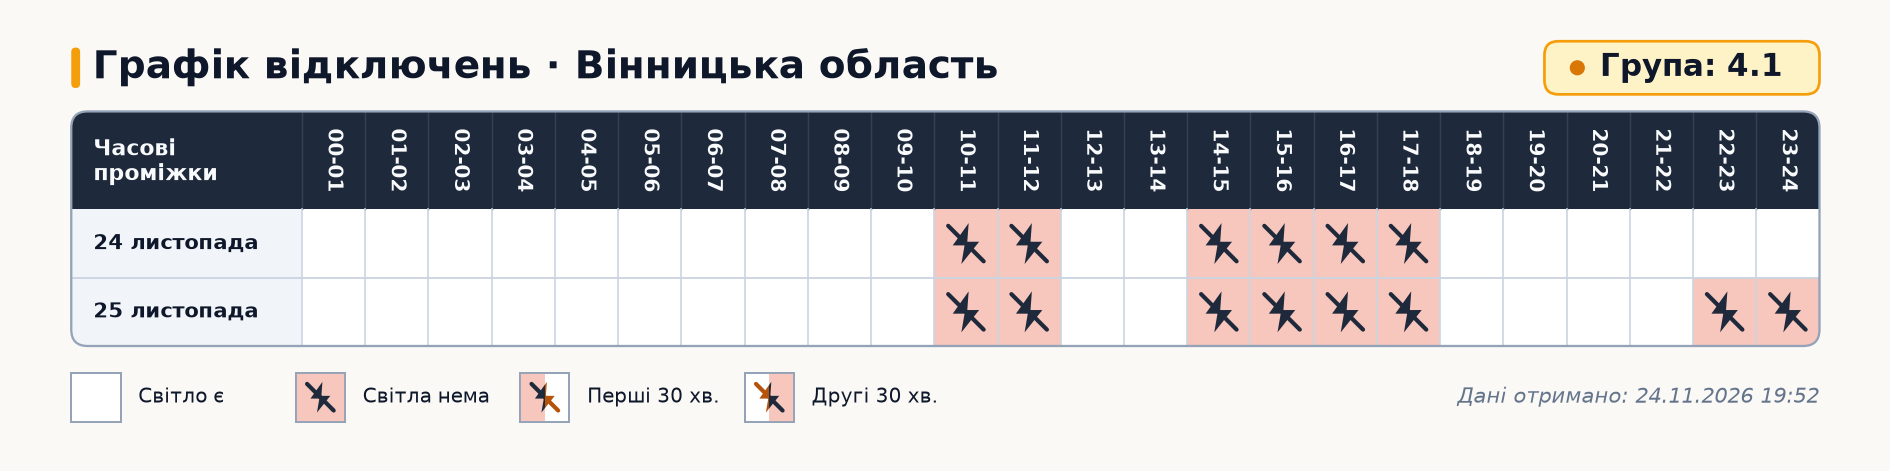 Графік відключень · Вінницька область
Група: 4.1
Часові
проміжки
00-01
01-02
02-03
03-04
04-05
05-06
06-07
07-08
08-09
09-10
10-11
11-12
12-13
13-14
14-15
15-16
16-17
17-18
18-19
19-20
20-21
21-22
22-23
23-24
24 листопада
25 листопада
Світло є
Світла нема
Перші 30 хв.
Другі 30 хв.
Дані отримано: 24.11.2026 19:52